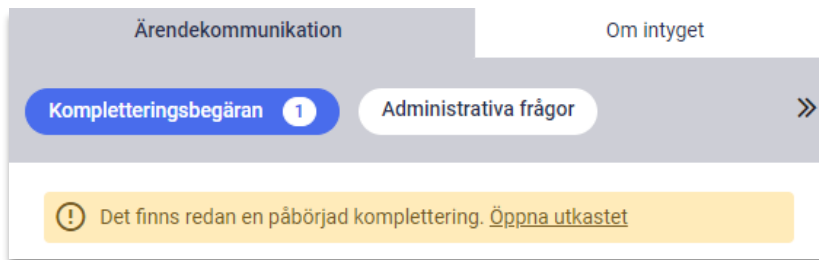 Ärendekommunikation Om intyget
Kompletteringsbegäran 1 Administrativa frågor
Det finns redan en påbörjad komplettering. Öppna utkastet